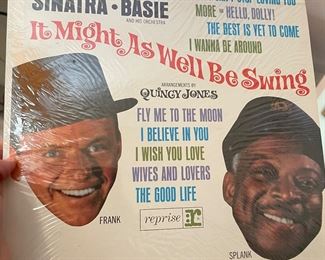 SINATRA • BASIE
AND HIS ORCHESTRA
LOVING YOU
MORE • HELLO, DOLLY!
THE BEST IS YET TO COME
I WANNA BE AROUND
It Might As Well Be Swing
ARRANGEMENTS BY
QUINCY JONES
FLY ME TO THE MOON
I BELIEVE IN YOU
I WISH YOU LOVE
WIVES AND LOVERS
THE GOOD LIFE
reprise
FRANK
SPLANK